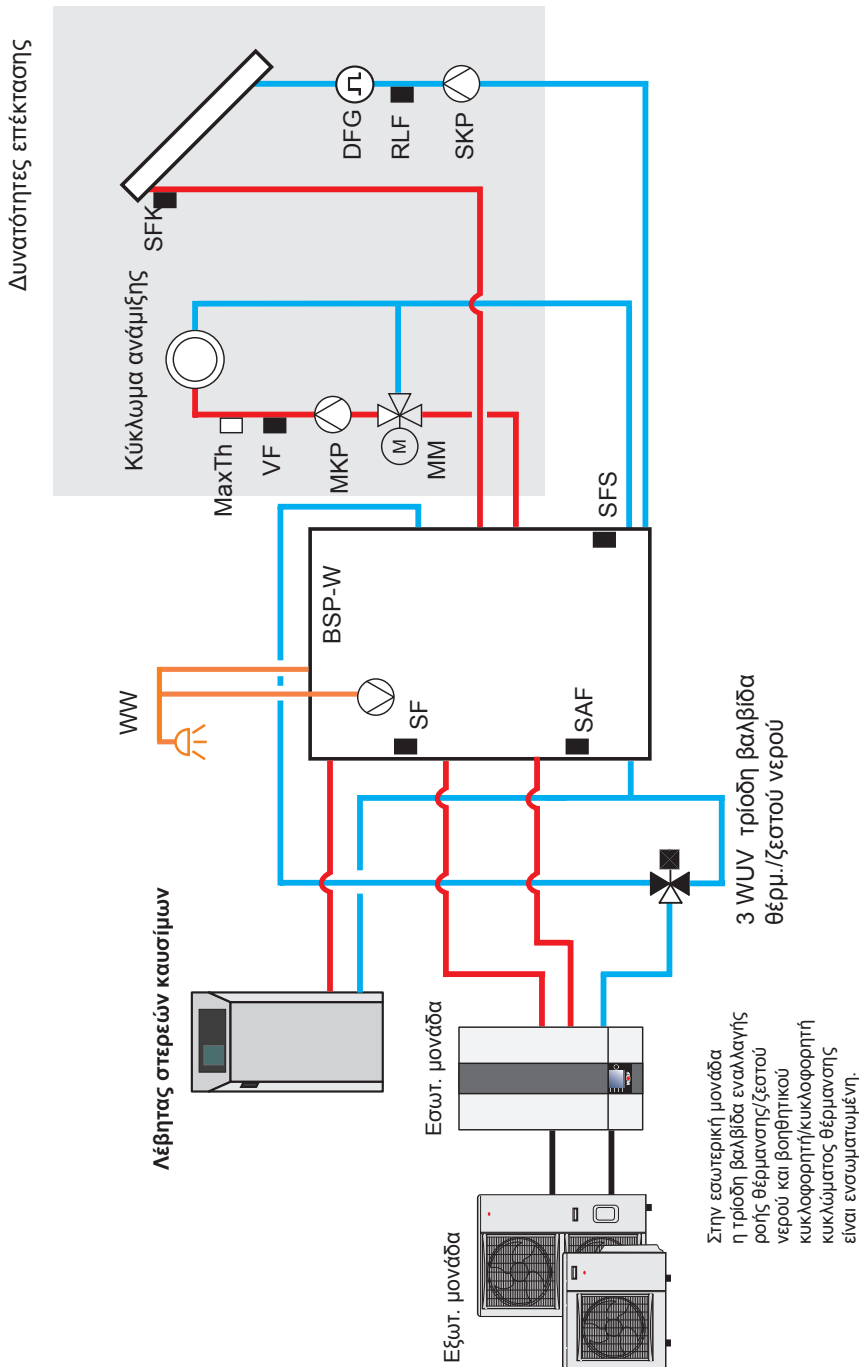 Δυνατότητες επέκτασης
SFK
DFG
RLF
SKP
Κύκλωμα ανάμιξης
MaxTh
VF
MKP
M
MM
WW
BSP-W
SF
SAF
SFS
Λέβητας στερεών καυσίμων
3 WUV τρίοδη βαλβίδα
θέρμ./ζεστού νερού
Εσωτ. μονάδα
Εξωτ. μονάδα
Στην εσωτερική μονάδα
η τρίοδη βαλβίδα εναλλαγής
ροής θέρμανσης/ζεστού
νερού και βοηθητικού
κυκλοφορητή/κυκλοφορητή
κυκλώματος θέρμανσης
είναι ενσωματωμένη.